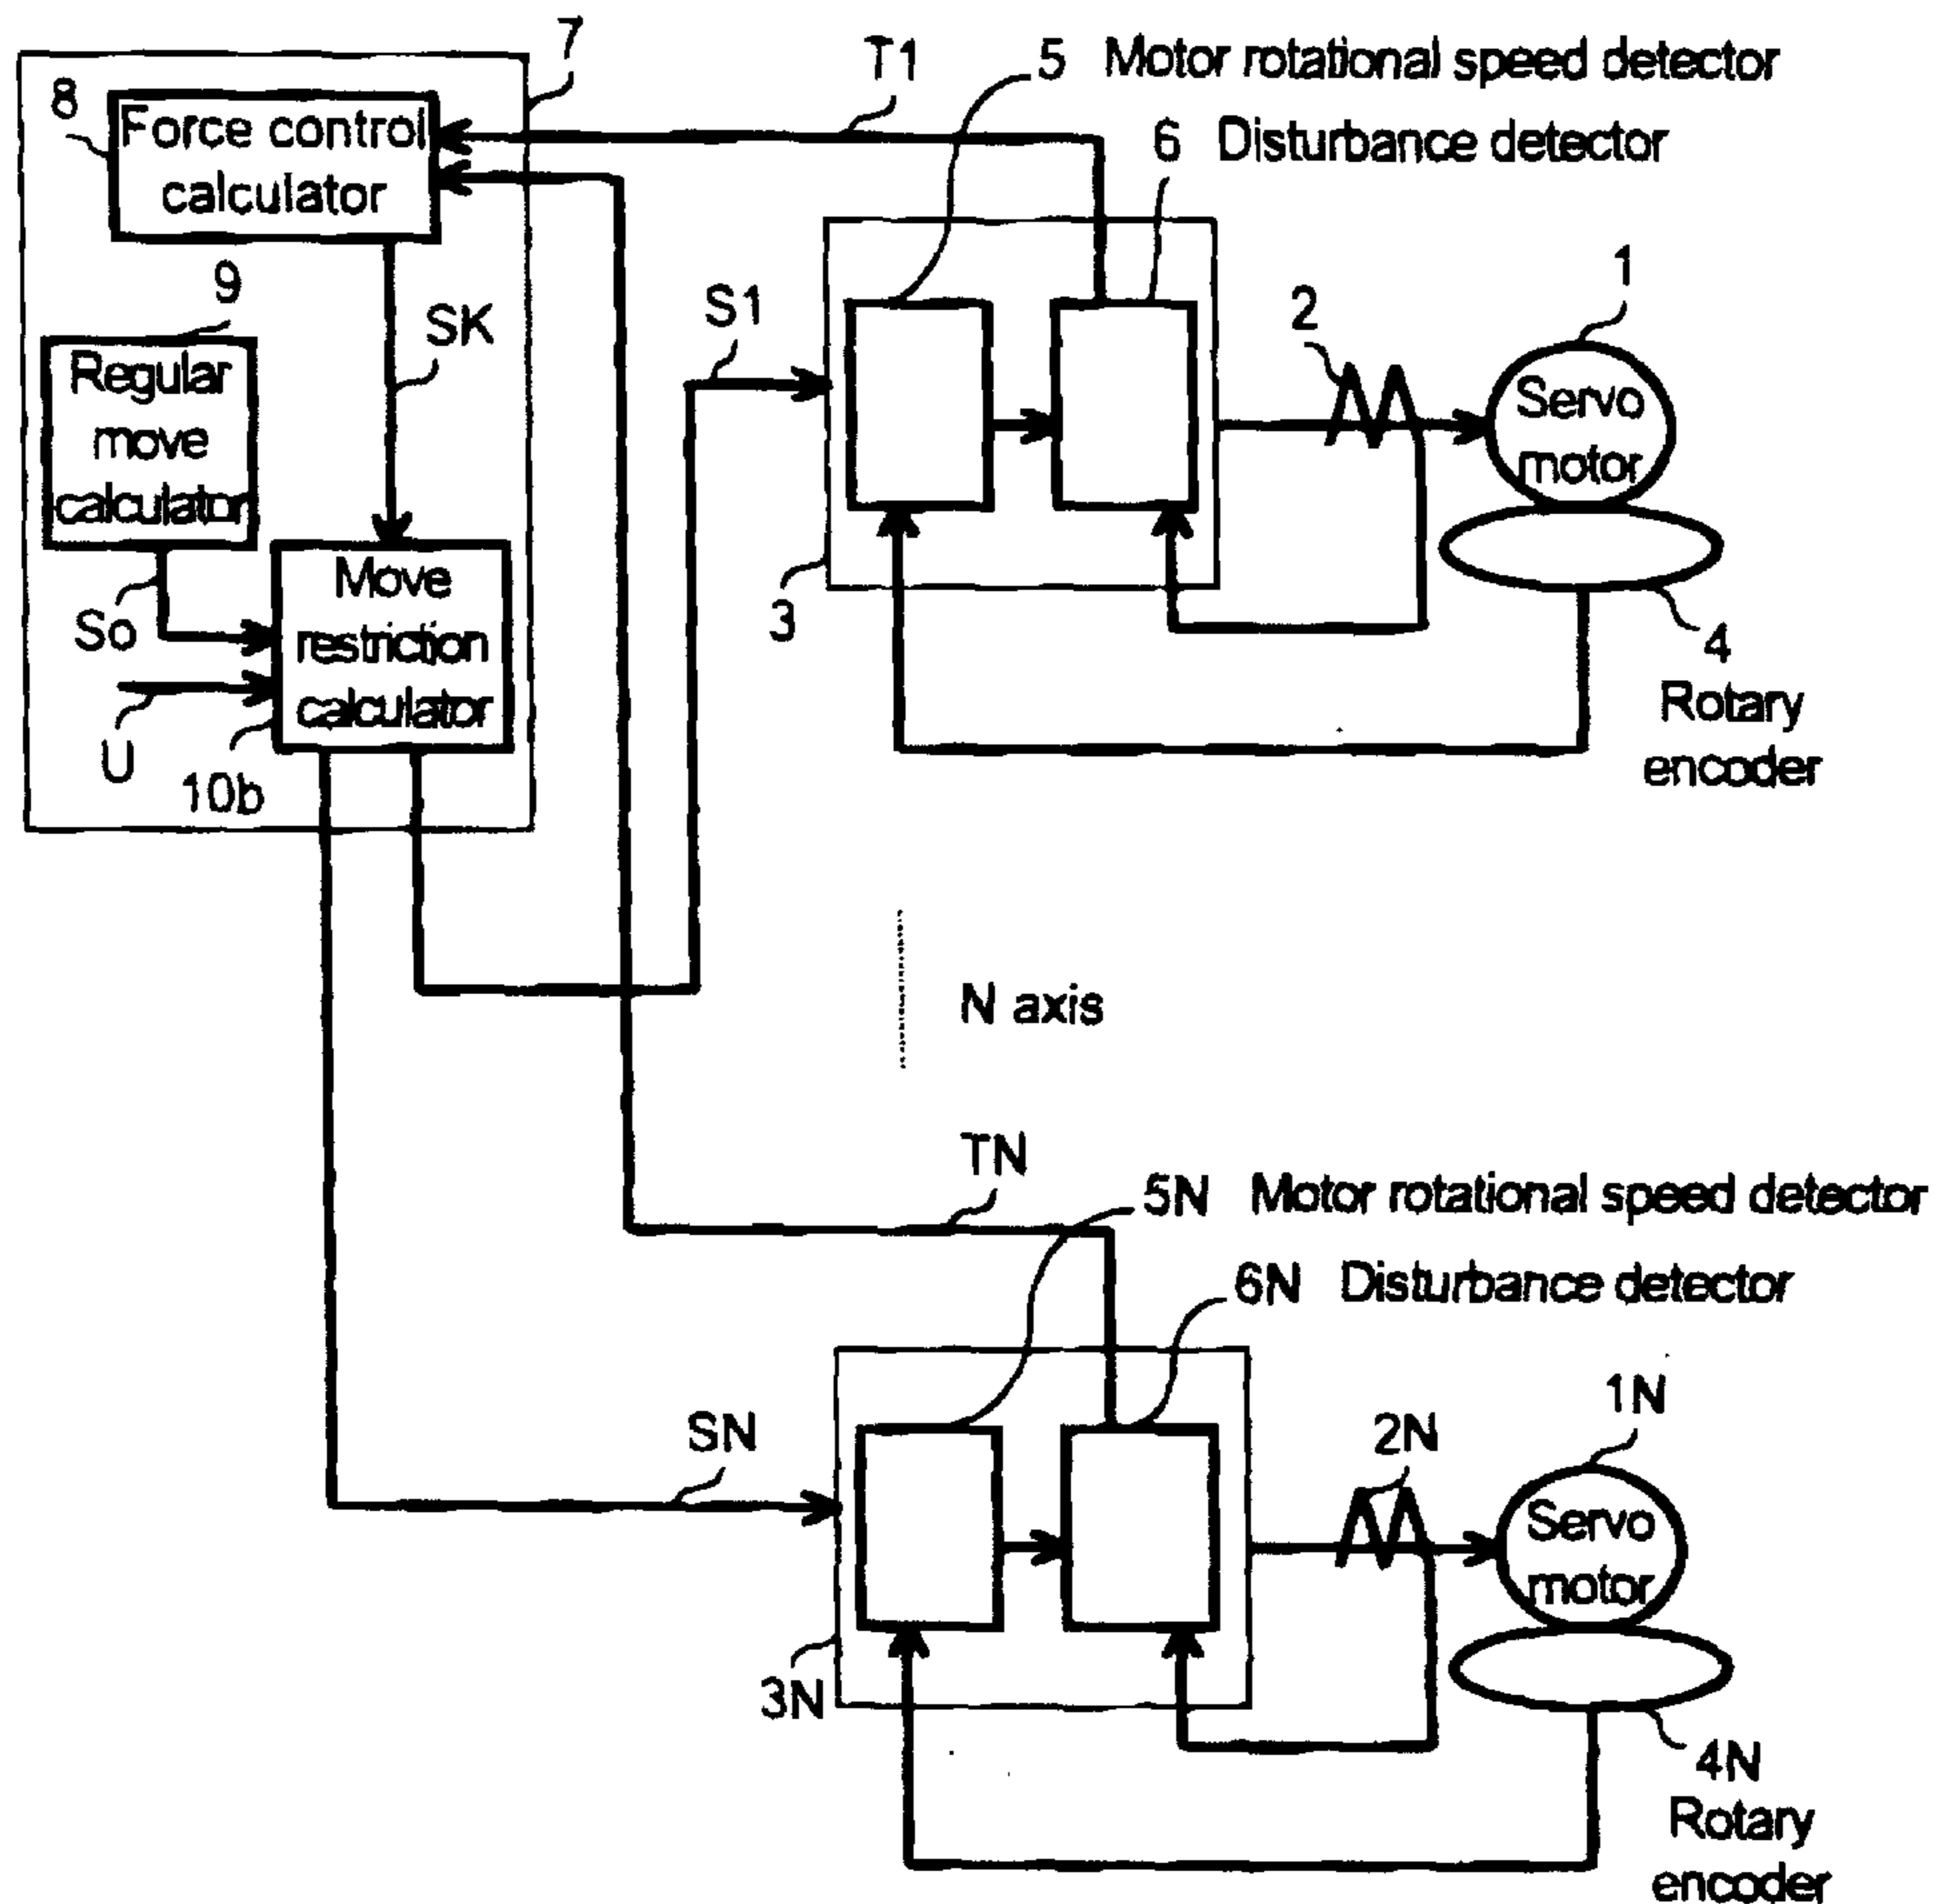 7
T1
5 Motor rotational speed detector
8
Force control
calculator
6 Disturbance detector
9
SK
S1
2
1
Regular
move
calculator
Servo
motor
Move
restriction
calculator
So
3
4
Rotary
encoder
U
10b
N axis
TN
5N Motor rotational speed detector
6N Disturbance detector
1N
SN
2N
Servo
motor
3N
4N
Rotary
encoder